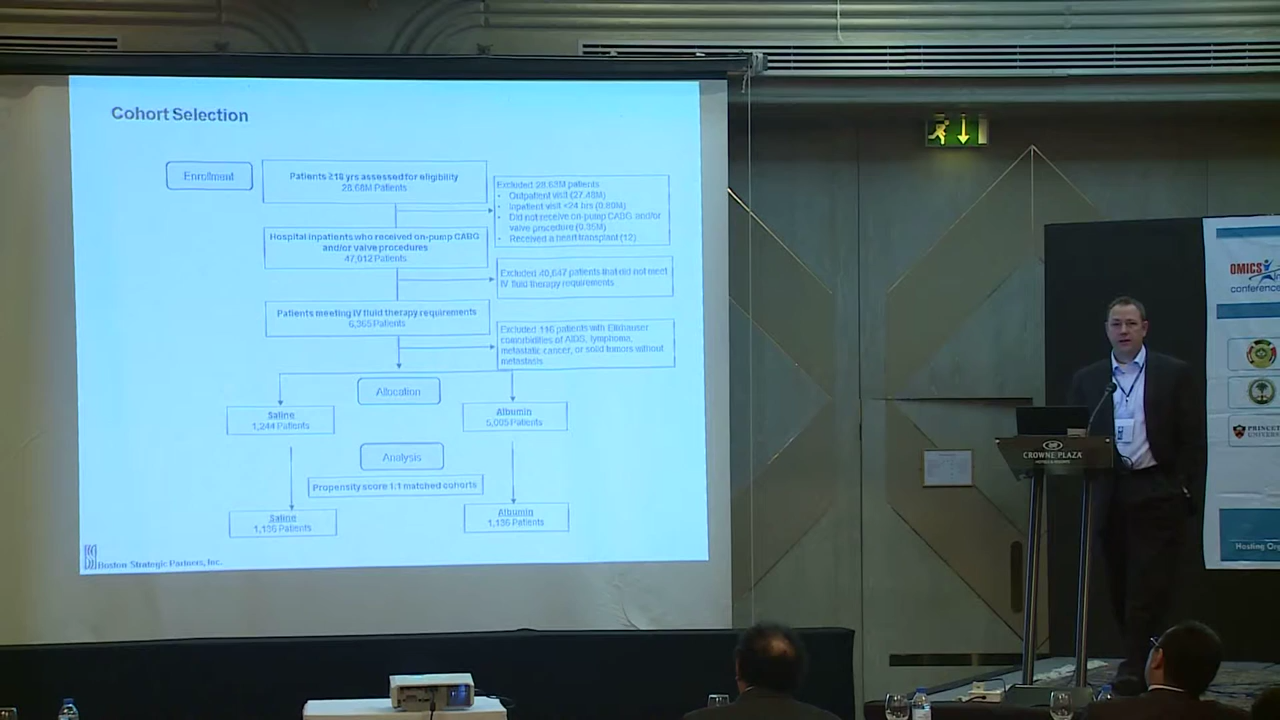 Cohort Selection
Enrollment
Patients ≥18 yrs assessed for eligibility
28.68M Patients
Excluded 28.63M patients
• Outpatient visit (27.48M)
• Inpatient visit <24 hrs (0.80M)
• Did not receive on-pump CABG and/or
valve procedure (0.35M)
• Received a heart transplant (12)
Hospital inpatients who received on-pump CABG
and/or valve procedures
47,012 Patients
Excluded 40,647 patients that did not meet
IV fluid therapy requirements
Patients meeting IV fluid therapy requirements
6,365 Patients
Excluded 116 patients with Elixhauser
comorbidities of AIDS, lymphoma,
metastatic cancer, or solid tumors without
metastasis
Allocation
Saline
1,244 Patients
Albumin
5,005 Patients
Analysis
Propensity score 1:1 matched cohorts
Saline
1,136 Patients
Albumin
1,136 Patients
Boston Strategic Partners, Inc.
CROWNE PLAZA
HOTELS & RESORTS
OMICS
conference
PRINCET
UNIVERS
Hosting Org